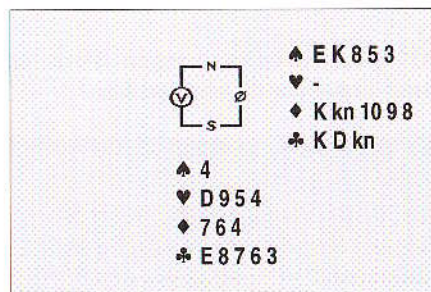 N
V Ø
S
♠ E K 8 5 3
♥ -
♦ K kn 10 9 8
♣ K D kn
♠ 4
♥ D 9 5 4
♦ 7 6 4
♣ E 8 7 6 3